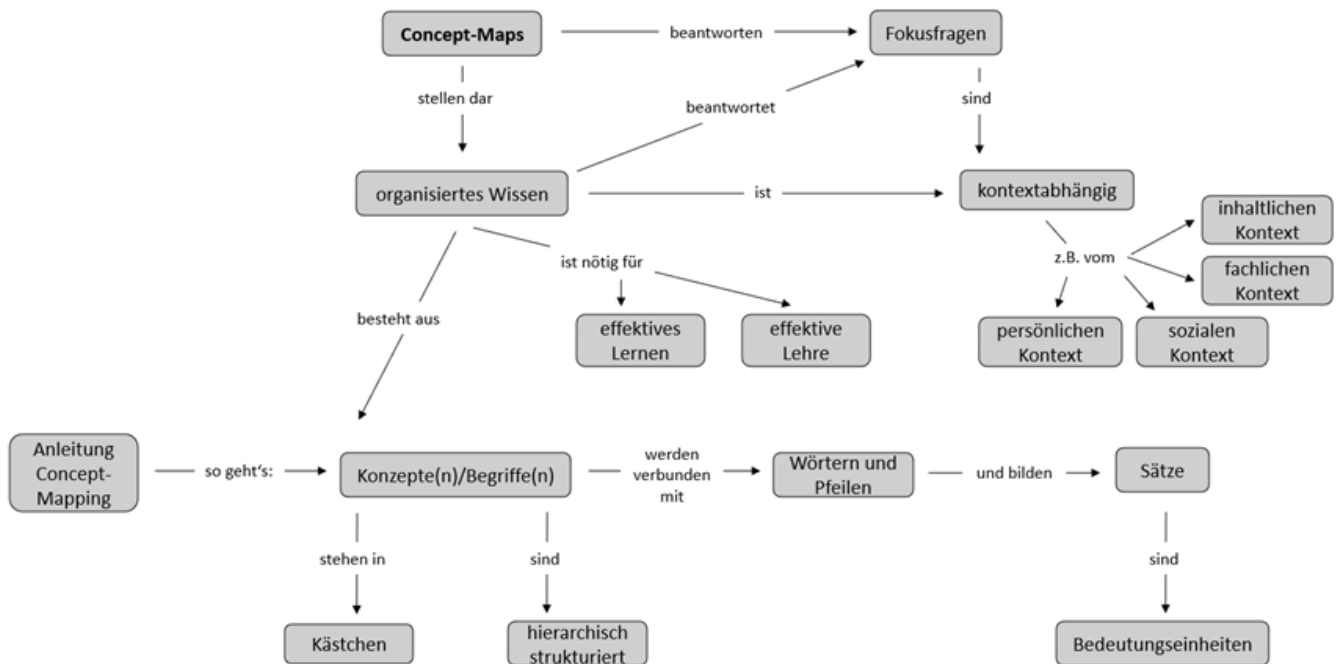 Concept-Maps
beantworten
Fokusfragen
stellen dar
beantwortet
sind
organisiertes Wissen
ist
kontextabhängig
inhaltlichen
Kontext
z.B. vom
fachlichen
Kontext
ist nötig für
besteht aus
effektives
Lernen
effektive
Lehre
persönlichen
Kontext
sozialen
Kontext
Anleitung
Concept-
Mapping
so geht's:
Konzepte(n)/Begriffe(n)
werden
verbunden
mit
Wörtern und
Pfeilen
und bilden
Sätze
stehen in
sind
sind
Kästchen
hierarchisch
strukturiert
Bedeutungseinheiten